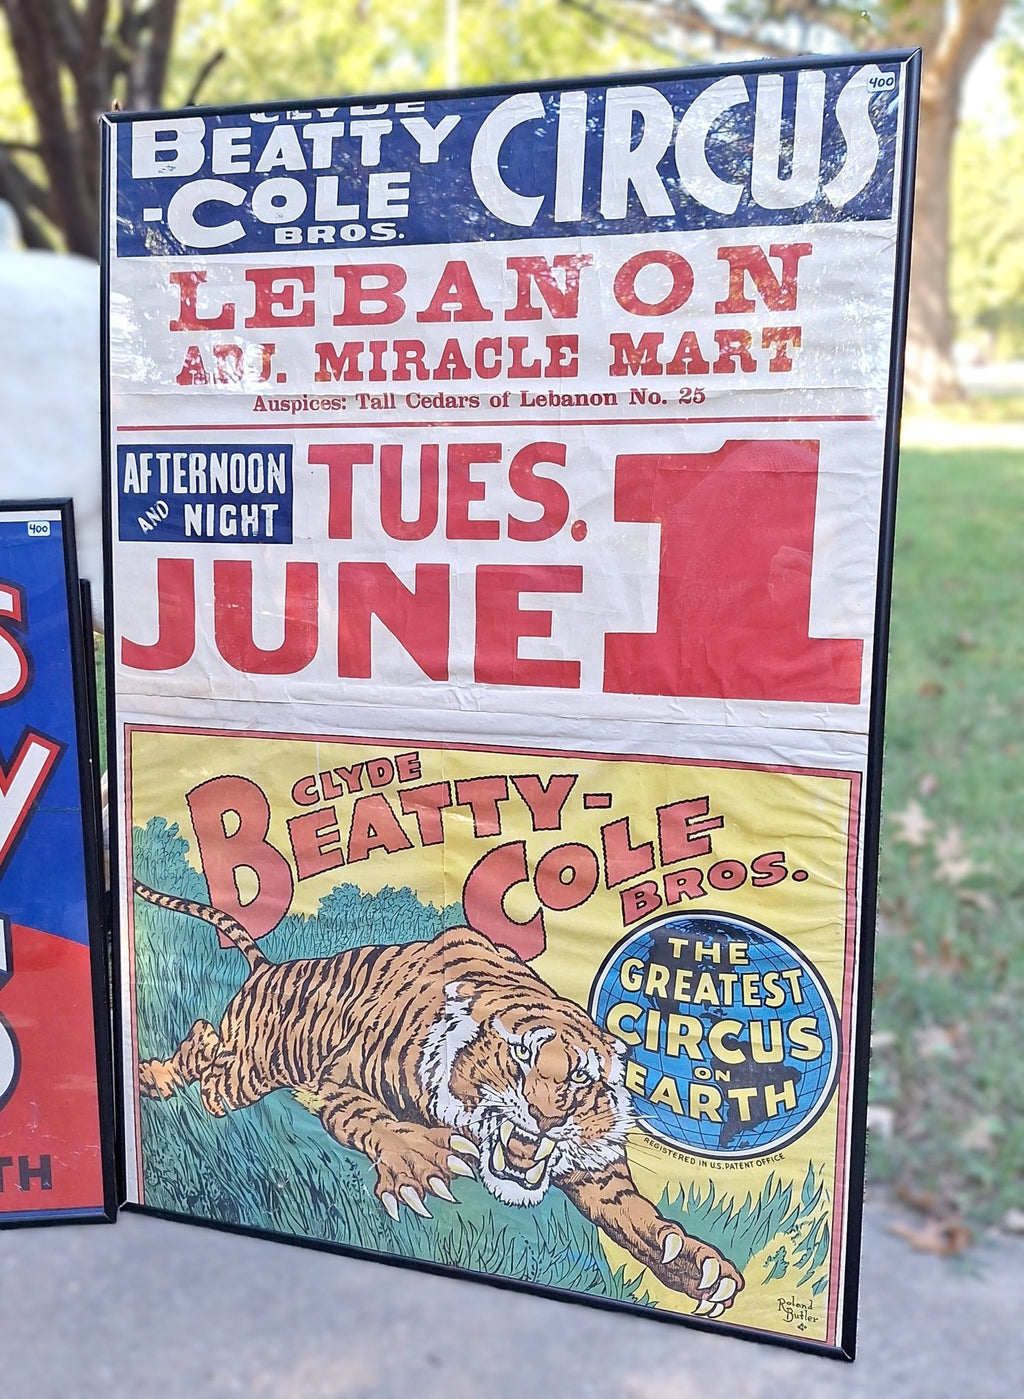 400
CLYDE
BEATTY
-COLE
BROS.
CIRCUS
LEBANON
ADJ. MIRACLE MART
Auspices: Tall Cedars of Lebanon No. 25
AFTERNOON
AND NIGHT
TUES.
JUNE
1
CLYDE
BEATTY-
COLE
BROS.
THE
GREATEST
CIRCUS
ON
EARTH
REGISTERED IN U.S. PATENT OFFICE
Roland
Butler
400
TH